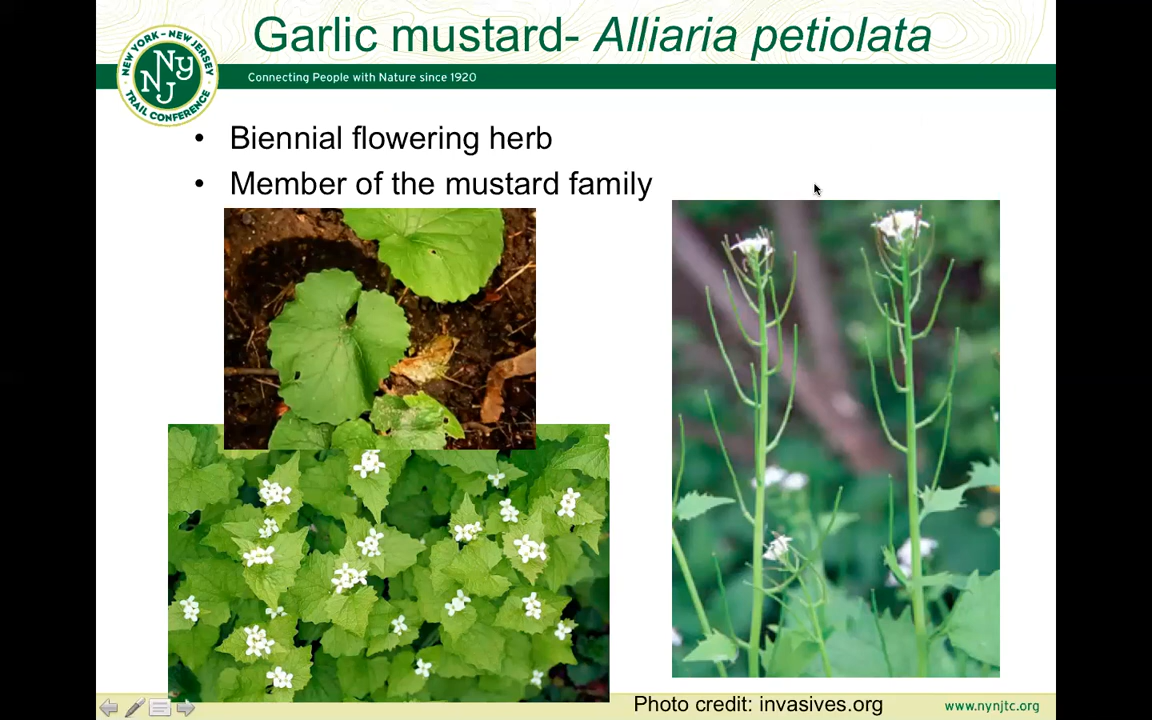 Garlic mustard- Alliaria petiolata
NEW YORK - NEW JERSEY
NY
NJ
TRAIL CONFERENCE
Connecting People with Nature since 1920
• Biennial flowering herb
• Member of the mustard family
Photo credit: invasives.org
www.nynjtc.org